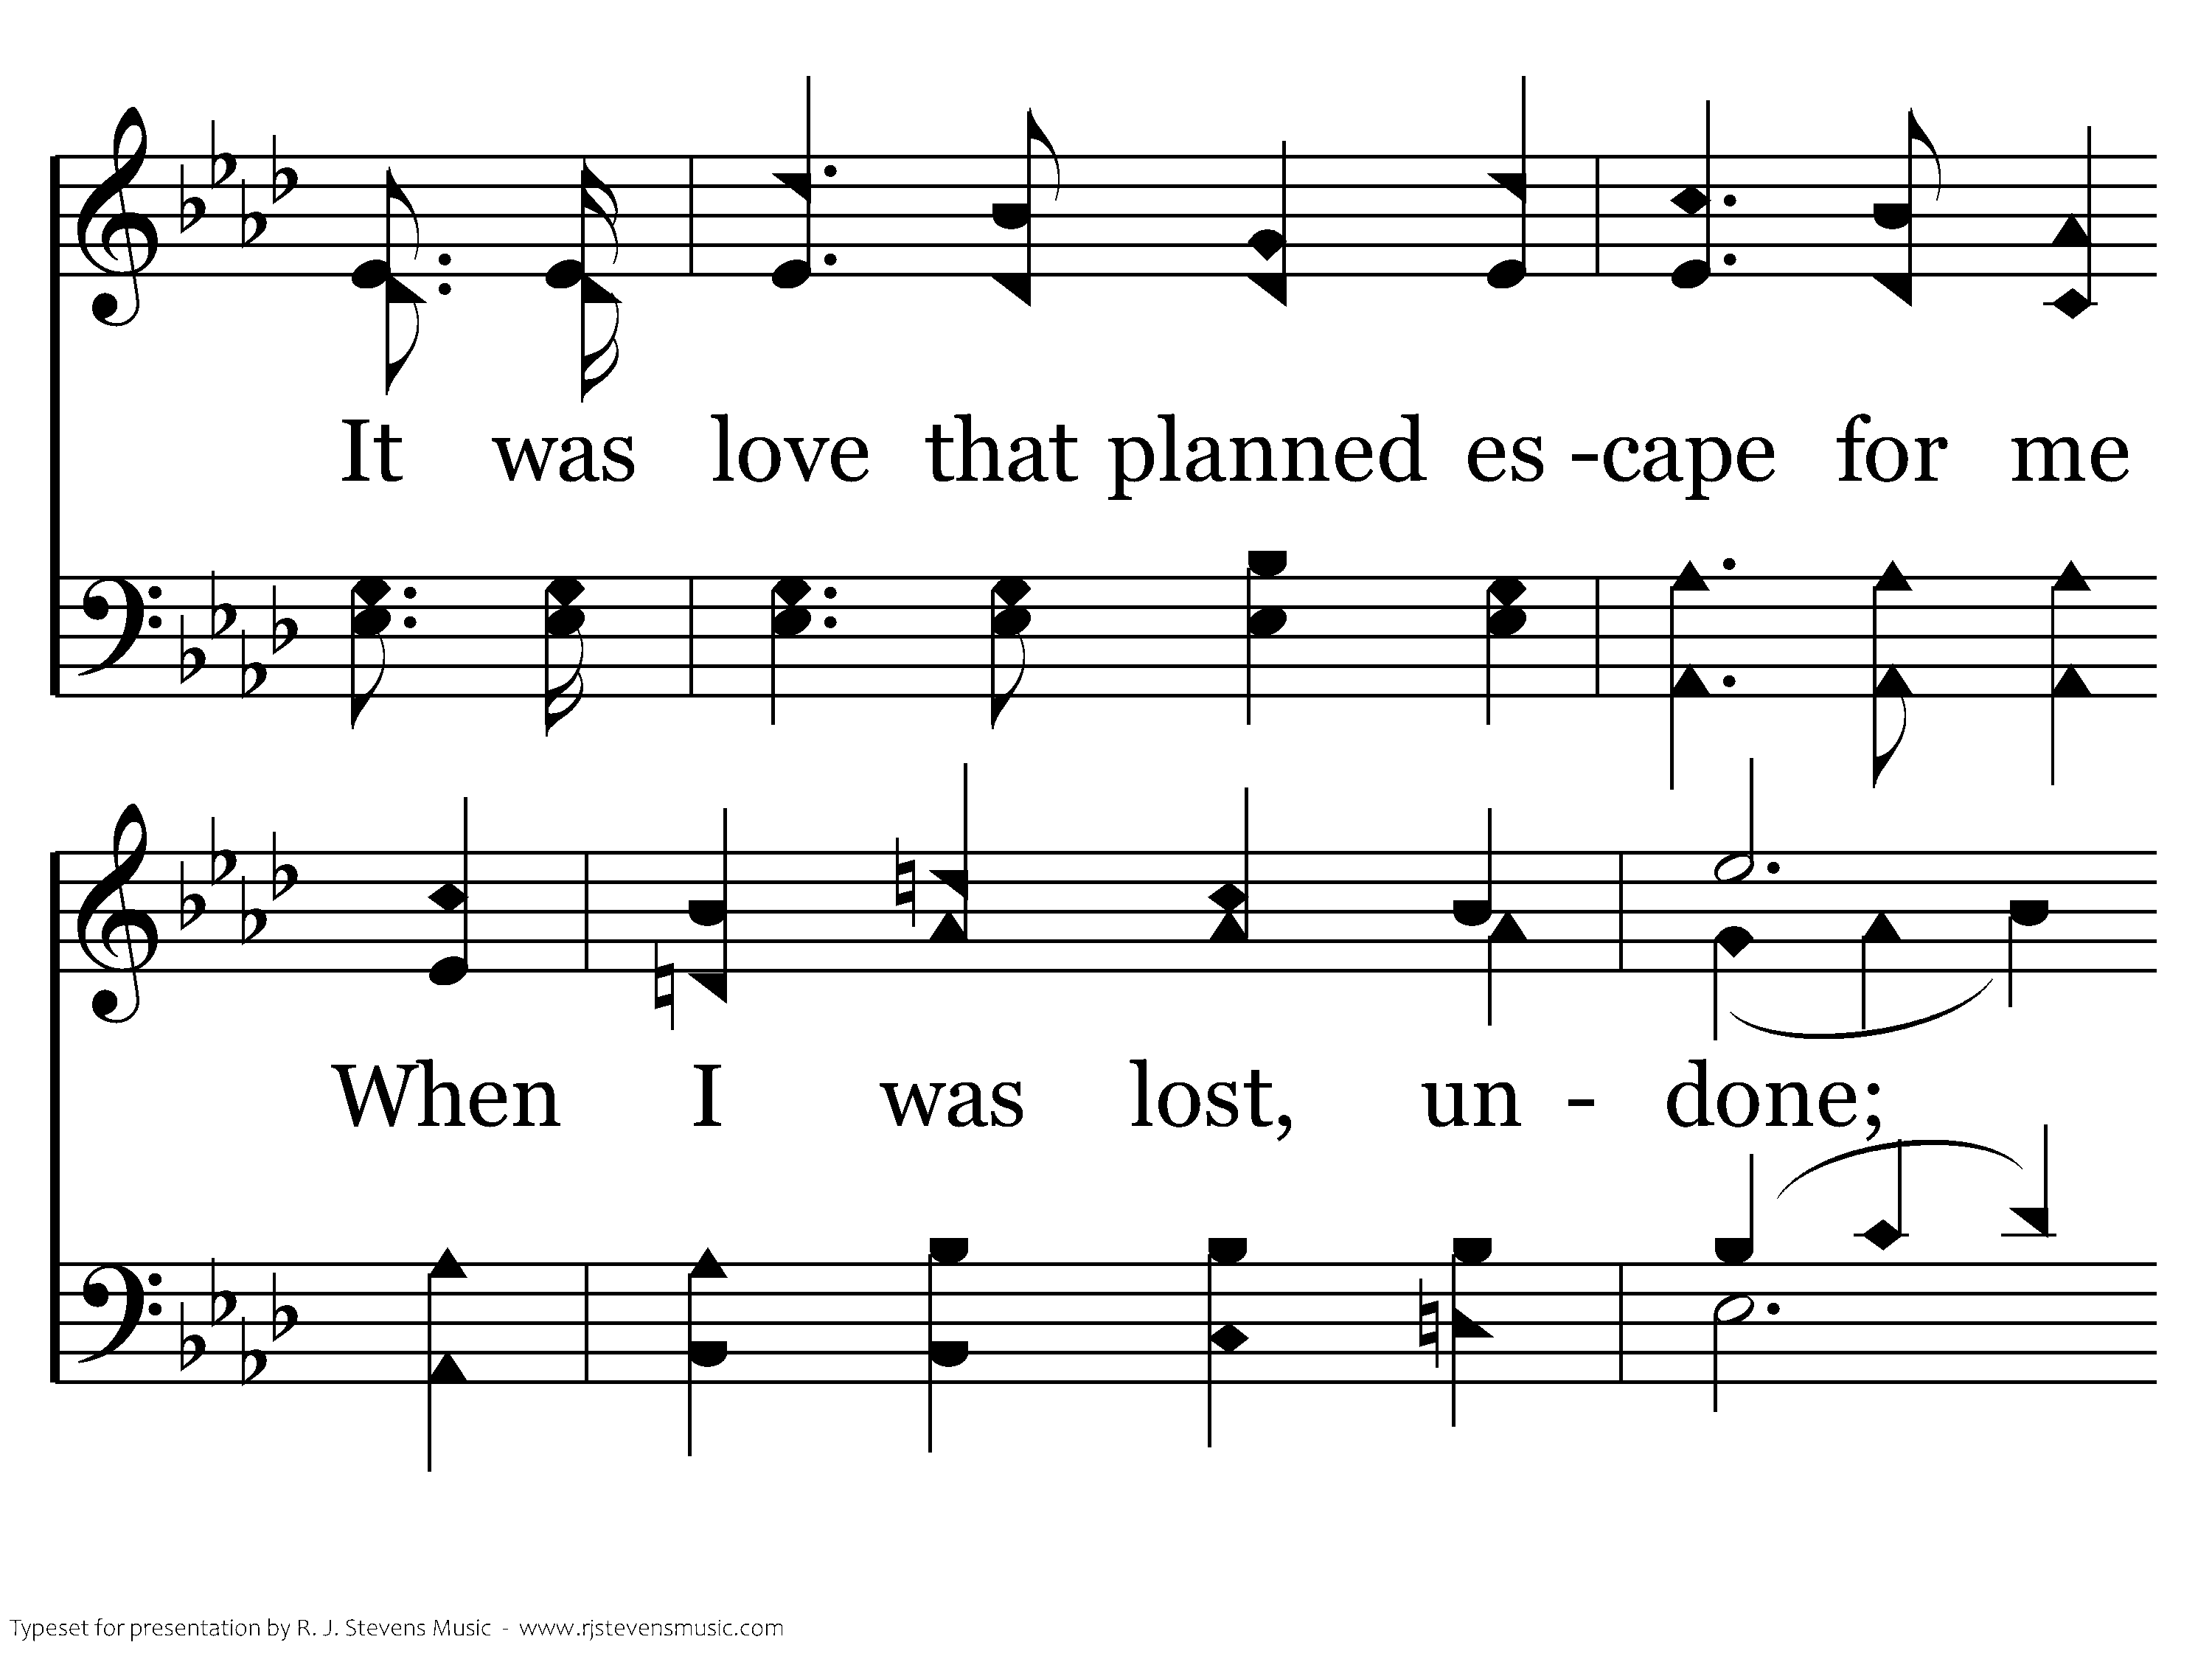 It was love that planned es -cape for me
When I was lost, un - done;
Typeset for presentation by R. J. Stevens Music - www.rjstevensmusic.com